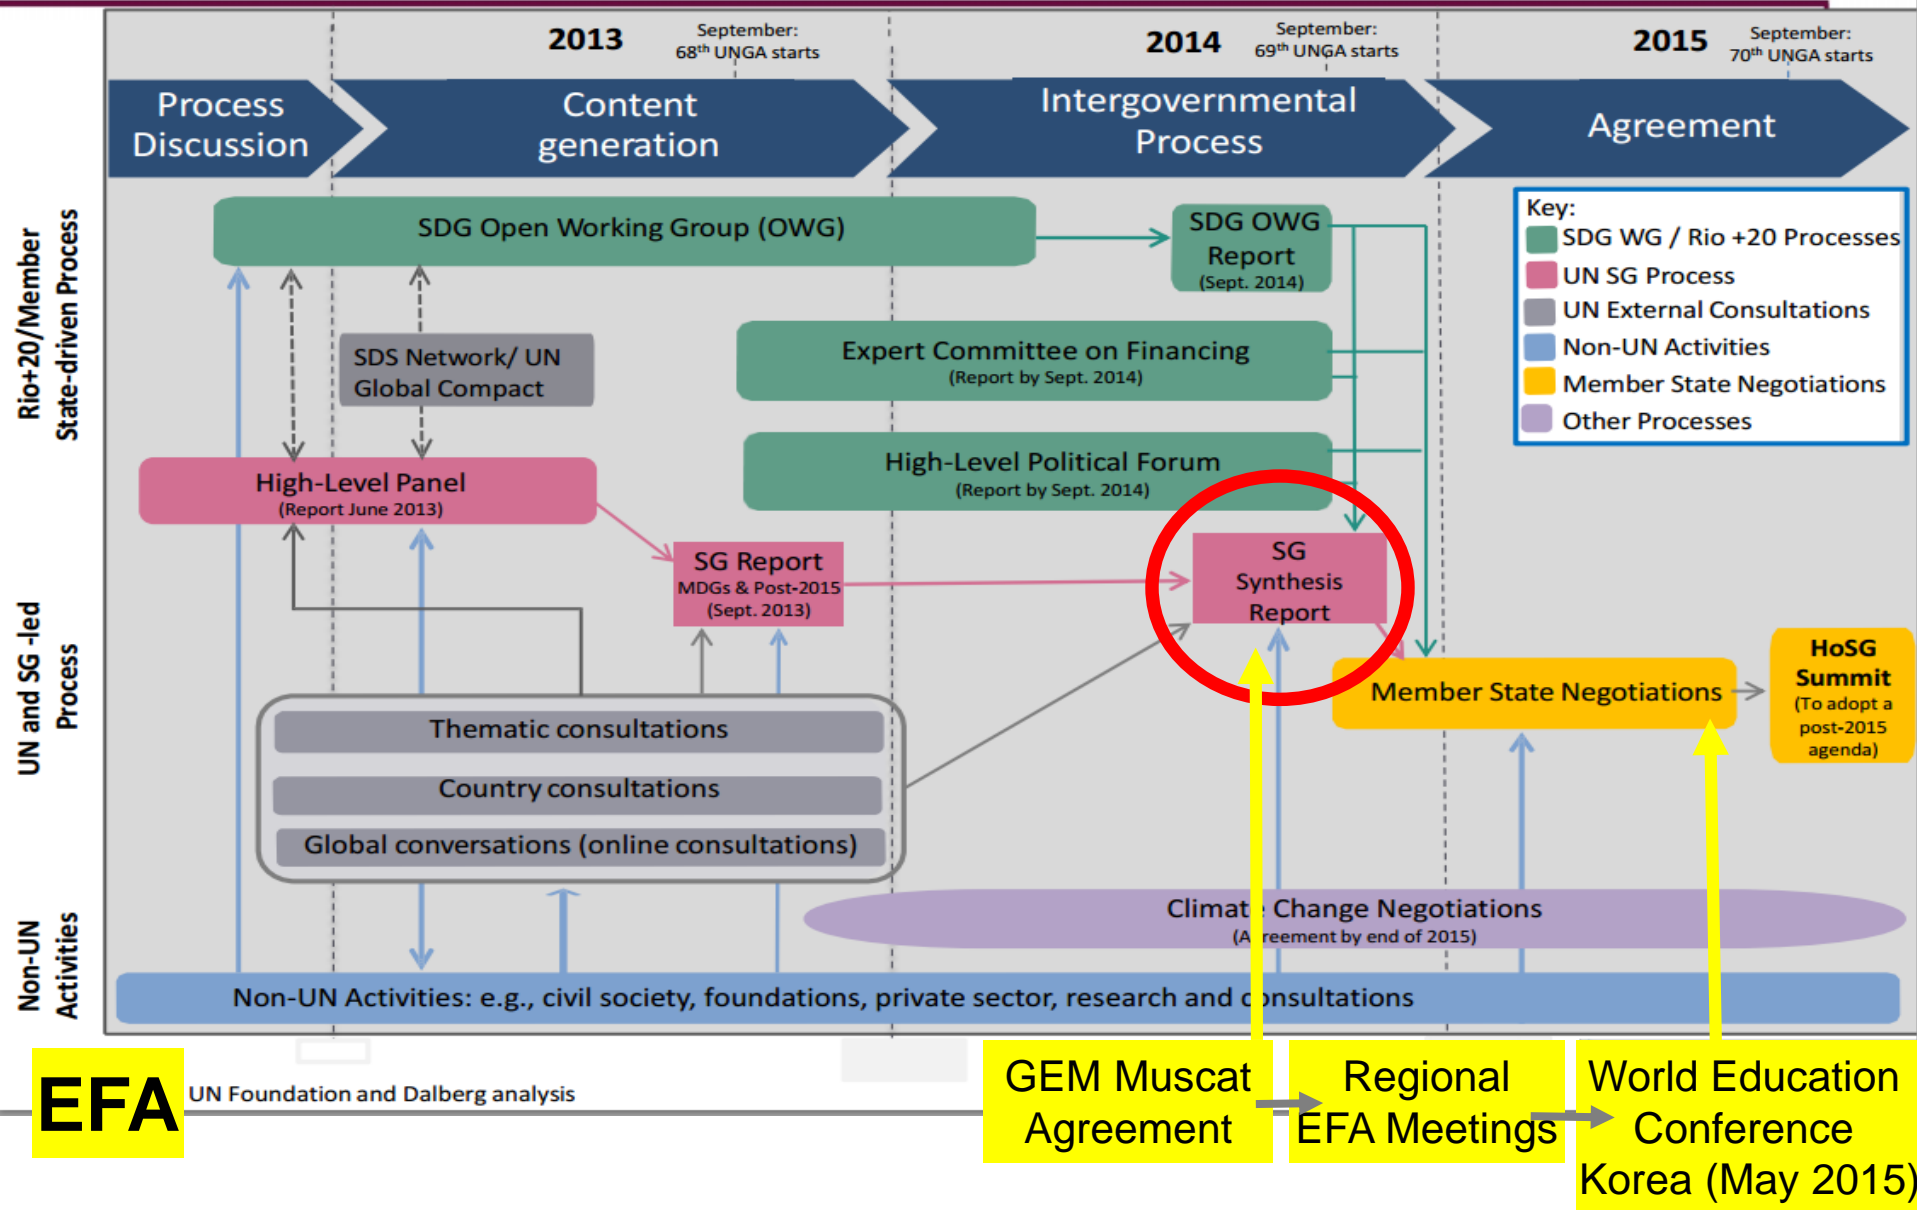 2013
September:
68th UNGA starts
2014
September:
69th UNGA starts
2015
September:
70th UNGA starts
Process
Discussion
Content
generation
Intergovernmental
Process
Agreement
Rio+20/Member
State-driven Process
SDG Open Working Group (OWG)
SDG OWG
Report
(Sept. 2014)
Key:
SDG WG / Rio +20 Processes
UN SG Process
UN External Consultations
Non-UN Activities
Member State Negotiations
Other Processes
SDS Network/ UN
Global Compact
Expert Committee on Financing
(Report by Sept. 2014)
High-Level Political Forum
(Report by Sept. 2014)
High-Level Panel
(Report June 2013)
UN and SG -led
Process
SG Report
MDGs & Post-2015
(Sept. 2013)
SG
Synthesis
Report
Member State Negotiations
HoSG
Summit
(To adopt a
post-2015
agenda)
Thematic consultations
Country consultations
Global conversations (online consultations)
Non-UN
Activities
Climate Change Negotiations
(Agreement by end of 2015)
Non-UN Activities: e.g., civil society, foundations, private sector, research and consultations
EFA
UN Foundation and Dalberg analysis
GEM Muscat
Agreement
Regional
EFA Meetings
World Education
Conference
Korea (May 2015)